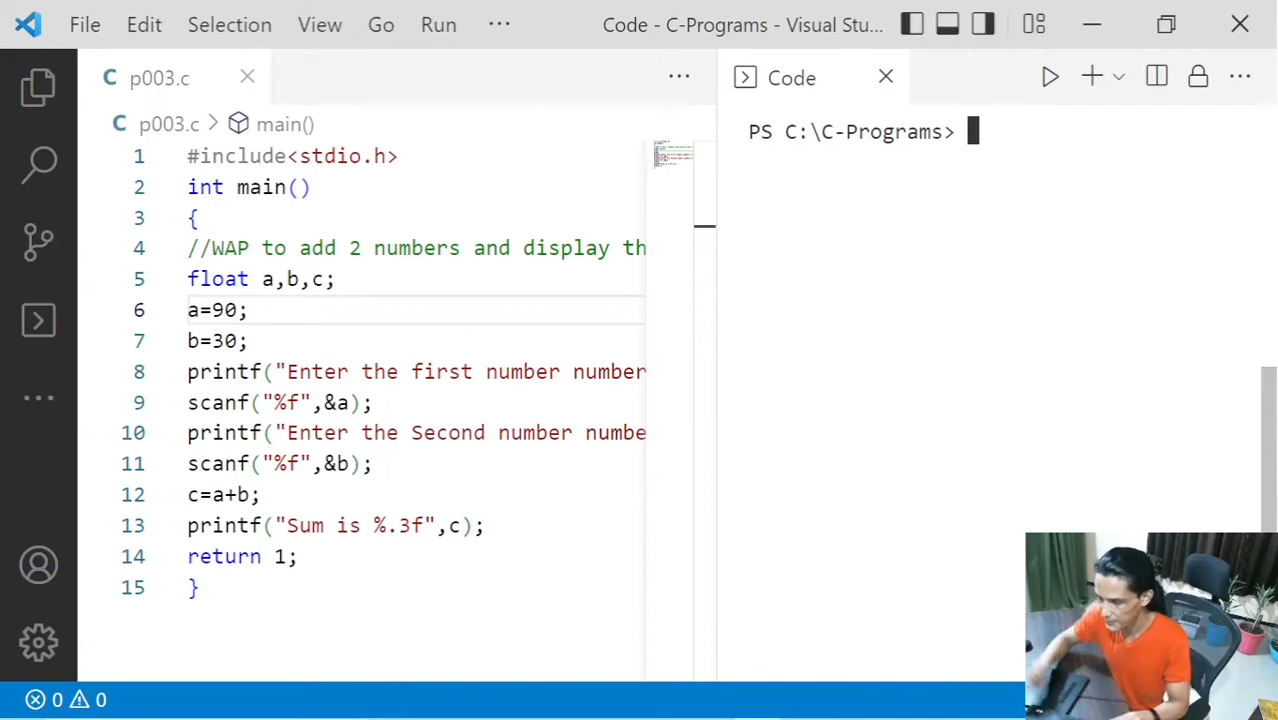 File Edit Selection View Go Run ··· Code - C-Programs - Visual Stu...
C p003.c
Code
C p003.c > main()
PS C:\C-Programs>
1 #include<stdio.h>
2 int main()
3 {
4 //WAP to add 2 numbers and display th
5 float a,b,c;
6 a=90;
7 b=30;
8 printf("Enter the first number number
9 scanf("%f",&a);
10 printf("Enter the Second number numbe
11 scanf("%f",&b);
12 c=a+b;
13 printf("Sum is %.3f",c);
14 return 1;
15 }
0 0